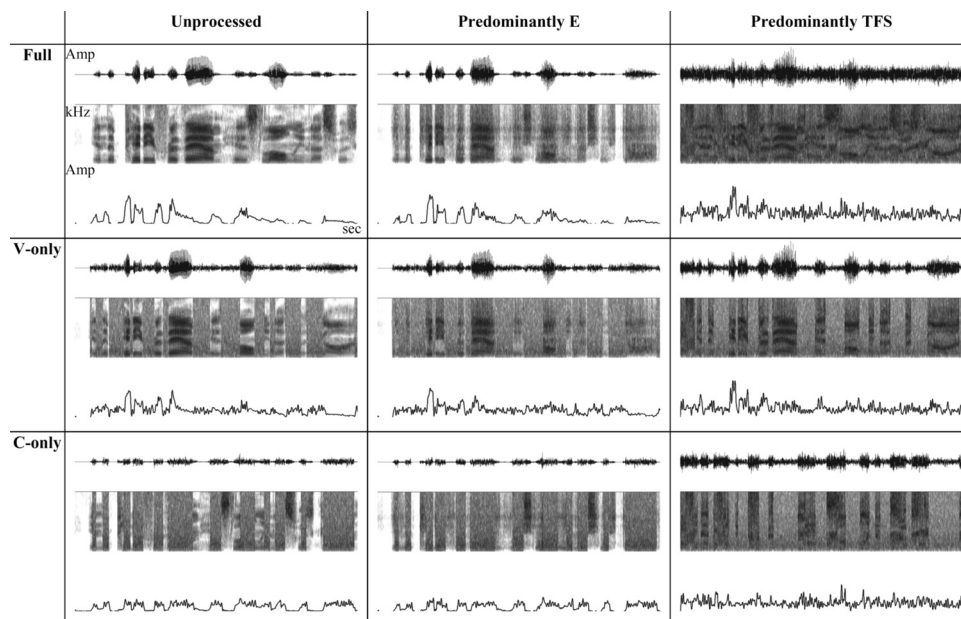 Unprocessed Predominantly E Predominantly TFS
Full
Amp
kHz
Amp
sec
V-only
C-only